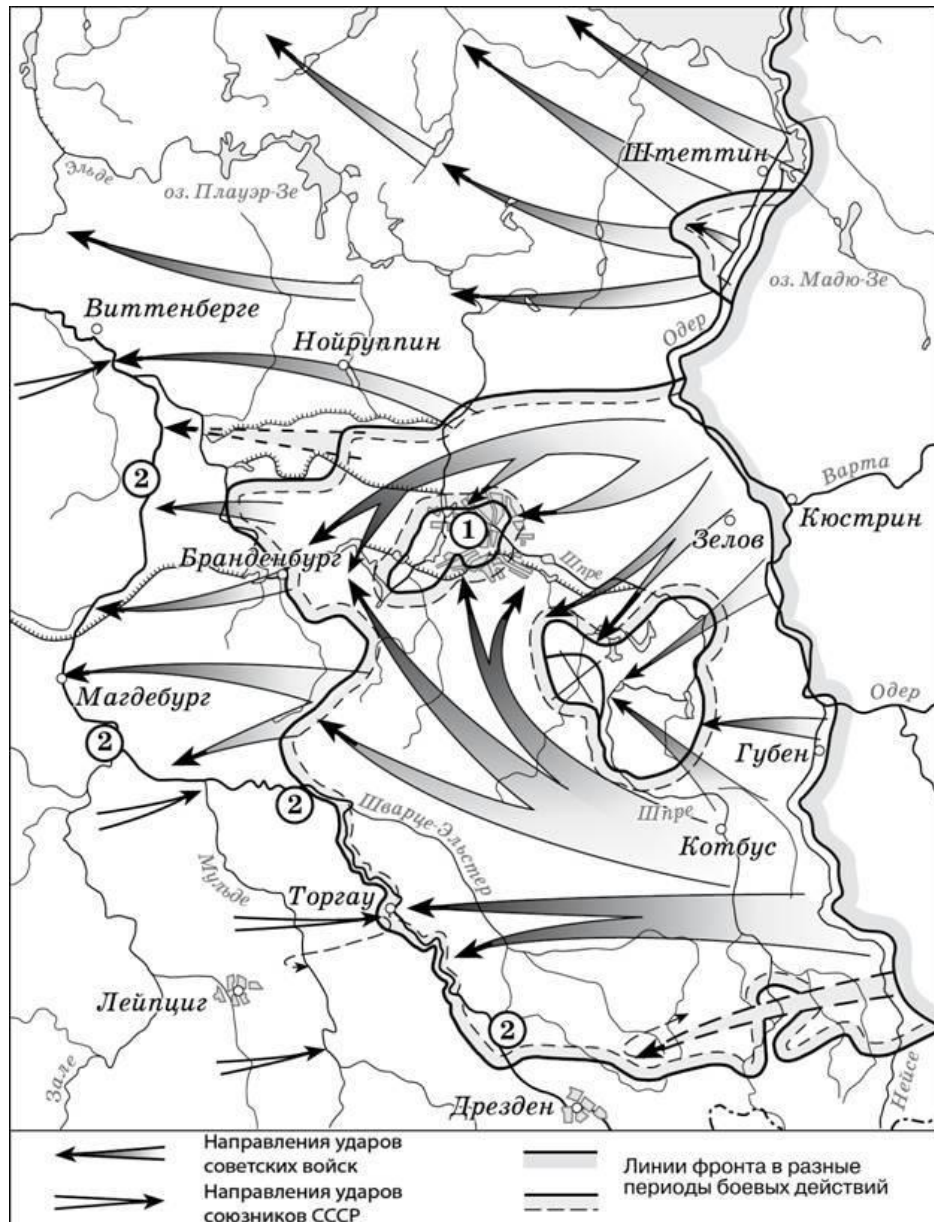 Штеттин
Эльде
оз. Плауэр-Зе
оз. Мадю-Зе
Виттенберге
Одер
Нойруппин
2
Варта
Кюстрин
1
Зелов
Бранденбург
Шпре
Магдебург
Одер
2
Губен
2
Шварце-Эльстер
Шпре
Котбус
Мульде
Торгау
Лейпциг
2
Зале
Дрезден
Нейсе
Направления ударов
советских войск
Направления ударов
союзников СССР
Линии фронта в разные
периоды боевых действий